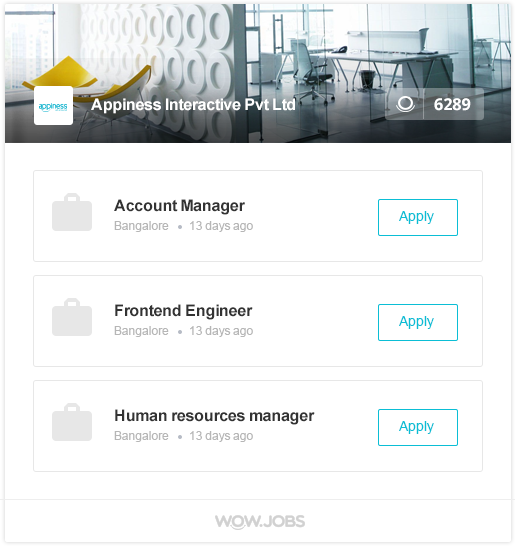 appiness
Appiness Interactive Pvt Ltd
6289
Account Manager
Bangalore • 13 days ago
Apply
Frontend Engineer
Bangalore • 13 days ago
Apply
Human resources manager
Bangalore • 13 days ago
Apply
WOW.JOBS